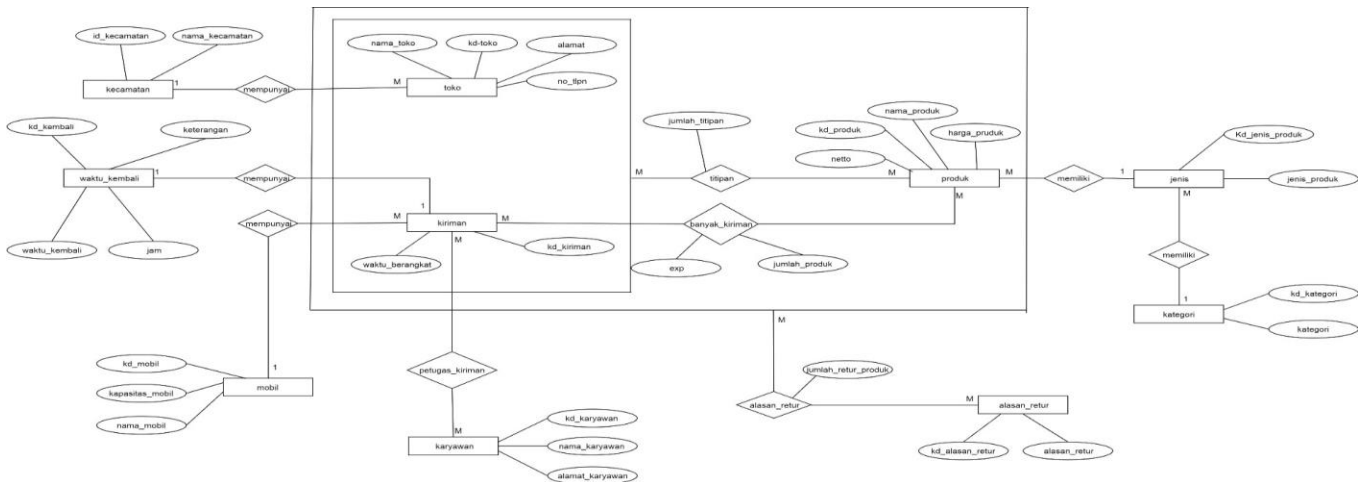 id_kecamatan
nama_kecamatan
kecamatan
1
mempunyai
M
nama_toko
kd-toko
alamat
no_tlpn
toko
kd_kembali
keterangan
waktu_kembali
1
mempunyai
waktu_kembali
jam
mempunyai
M
1
kiriman
M
M
waktu_berangkat
kd_kiriman
jumlah_titipan
M
titipan
M
banyak_kiriman
exp
jumlah_produk
nama_produk
kd_produk
harga_pruduk
netto
produk
M
M
memiliki
1
Kd_jenis_produk
jenis
jenis_produk
M
memiliki
1
kategori
kd_kategori
kategori
kd_mobil
kapasitas_mobil
nama_mobil
1
mobil
petugas_kiriman
M
karyawan
kd_karyawan
nama_karyawan
alamat_karyawan
M
jumlah_retur_produk
alasan_retur
M
alasan_retur
kd_alasan_retur
alasan_retur